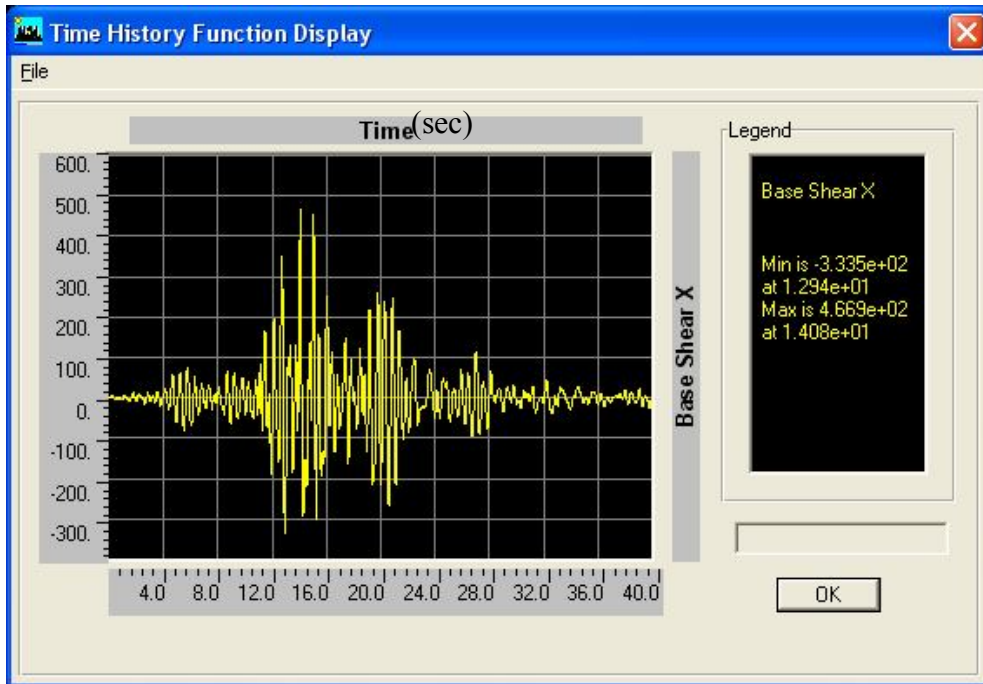 Time History Function Display
File
Time(sec)
600.
500.
400.
300.
200.
100.
0.
-100.
-200.
-300.
4.0 8.0 12.0 16.0 20.0 24.0 28.0 32.0 36.0 40.0
Base Shear X
Legend
Base Shear X
Min is -3.335e+02
at 1.294e+01
Max is 4.669e+02
at 1.408e+01
OK